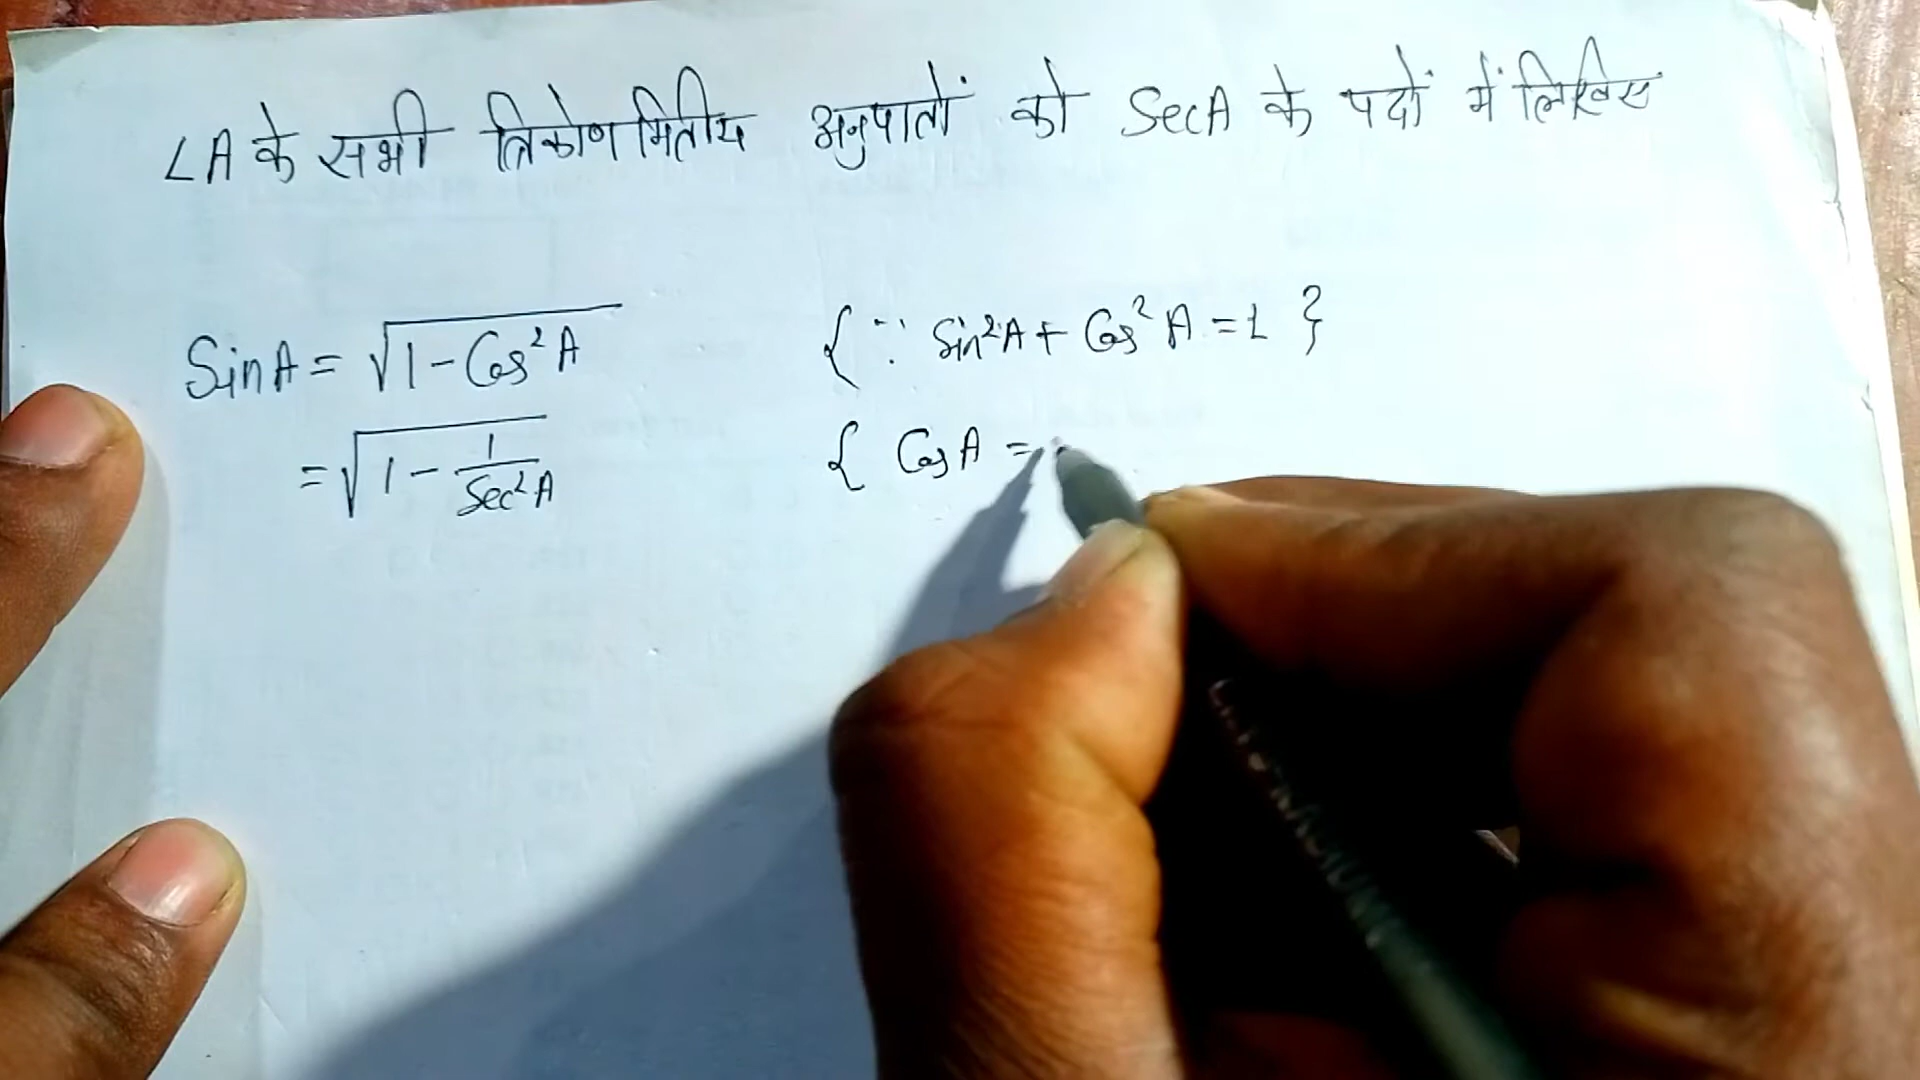 ∠A के सभी त्रिकोणमितीय अनुपातों को SecA के पदों में लिखिए
SinA = √(1 - Cos²A) { ∵ Sin²A + Cos²A = 1 }
= √(1 - 1/Sec²A) { CosA =